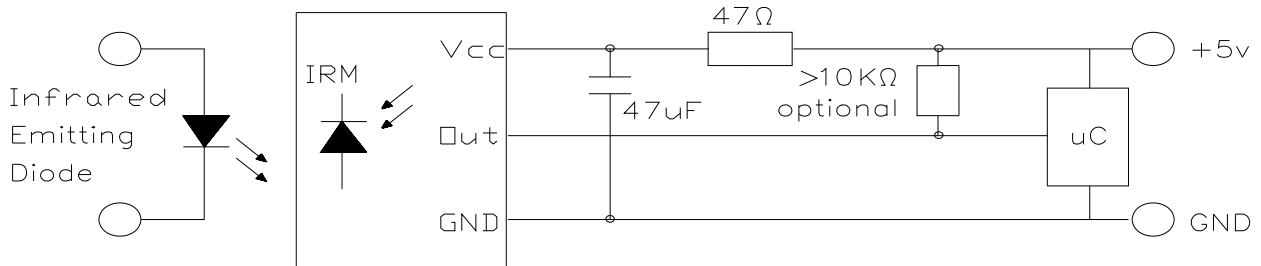 Infrared
Emitting
Diode
IRM
Vcc
Out
GND
47Ω
47uF
>10KΩ
optional
uC
+5v
GND